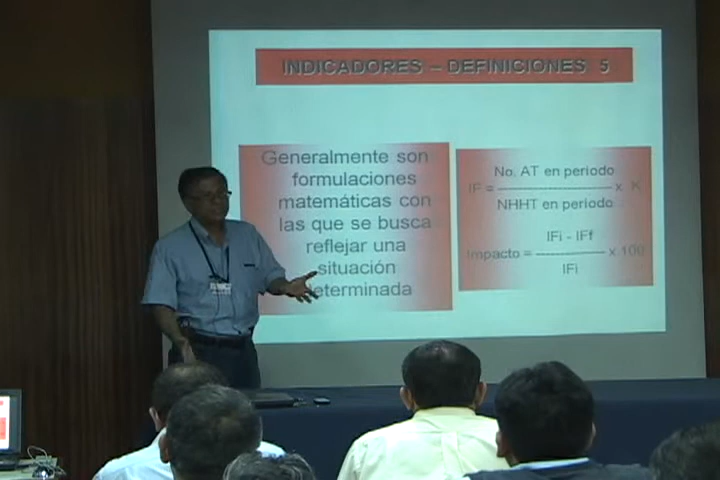 INDICADORES – DEFINICIONES 5
Generalmente son
formulaciones
matemáticas con
las que se busca
reflejar una
situación
determinada
No. AT en periodo
IF = ---------------------- x K
NHHT en periodo
IFi - IFf
Impacto = -------------- x 100
IFi